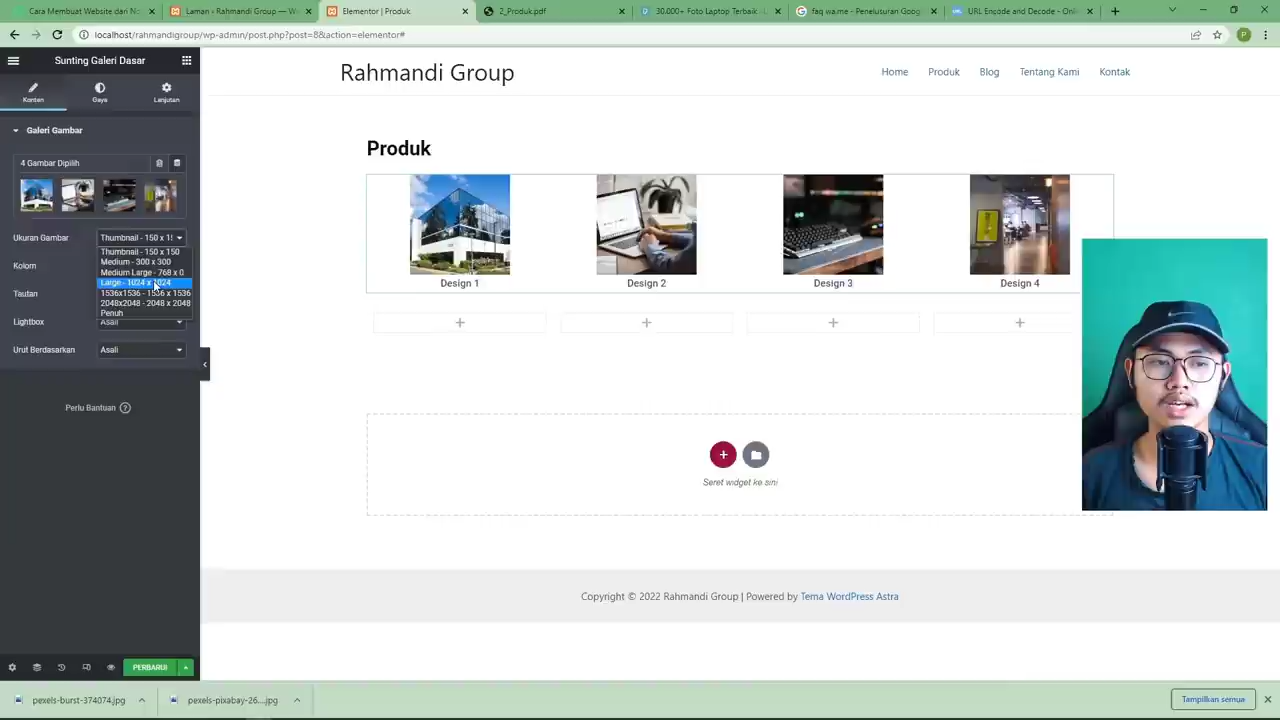 Cara Membuat Website dari No
Laman ‹ Rahmandi Group — W
Elementor | Produk
2_Produk.pdf
30.000+ Foto Laptop Terbaik · U
faq wa.me - Penelusuran Goog
URL Encode and Decode - Onli
localhost/rahmandigroup/wp-admin/post.php?post=8&action=elementor#
P
Sunting Galeri Dasar
Konten
Gaya
Lanjutan
Galeri Gambar
4 Gambar Dipilih
Ukuran Gambar
Thumbnail - 150 x 15
Thumbnail - 150 x 150
Medium - 300 x 300
Medium Large - 768 x 0
Large - 1024 x 1024
1536x1536 - 1536 x 1536
2048x2048 - 2048 x 2048
Penuh
Kolom
Tautan
Lightbox
Asali
Urut Berdasarkan
Asali
Perlu Bantuan
PERBARUI
Rahmandi Group
Home
Produk
Blog
Tentang Kami
Kontak
Produk
Design 1
Design 2
Design 3
Design 4
Seret widget ke sini
Copyright © 2022 Rahmandi Group | Powered by Tema WordPress Astra
pexels-burst-374074.jpg
pexels-pixabay-26....jpg
Tampilkan semua